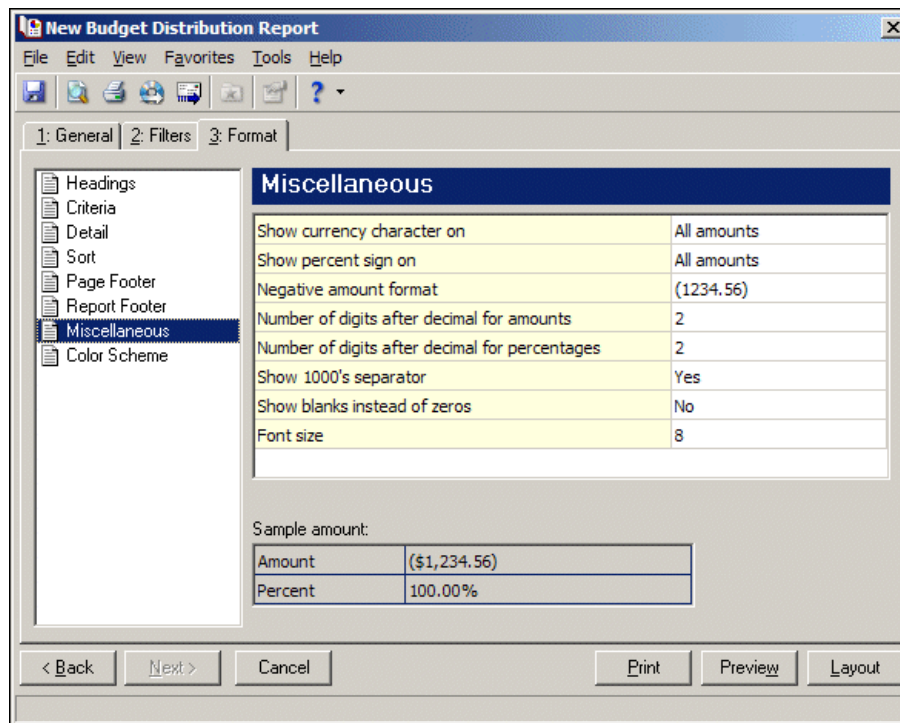 New Budget Distribution Report
File Edit View Favorites Tools Help
?
1: General 2: Filters 3: Format
Headings
Criteria
Detail
Sort
Page Footer
Report Footer
Miscellaneous
Color Scheme
Miscellaneous
Show currency character on All amounts
Show percent sign on All amounts
Negative amount format (1234.56)
Number of digits after decimal for amounts 2
Number of digits after decimal for percentages 2
Show 1000's separator Yes
Show blanks instead of zeros No
Font size 8
Sample amount:
Amount ($1,234.56)
Percent 100.00%
< Back Next > Cancel Print Preview Layout